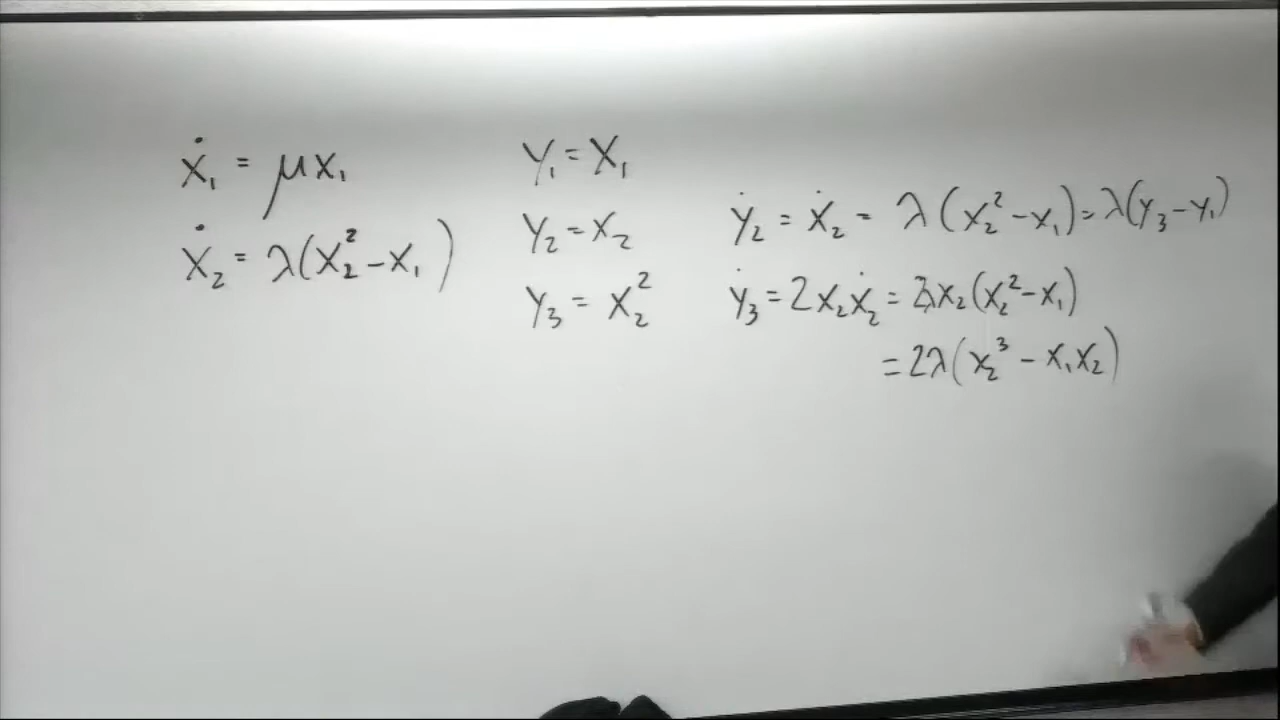 ẋ₁ = μx₁
ẋ₂ = λ(x₂² - x₁)
y₁ = x₁
y₂ = x₂
y₃ = x₂²
ẏ₂ = ẋ₂ = λ(x₂² - x₁) = λ(y₃ - y₁)
ẏ₃ = 2x₂ẋ₂ = 2λx₂(x₂² - x₁)
= 2λ(x₂³ - x₁x₂)